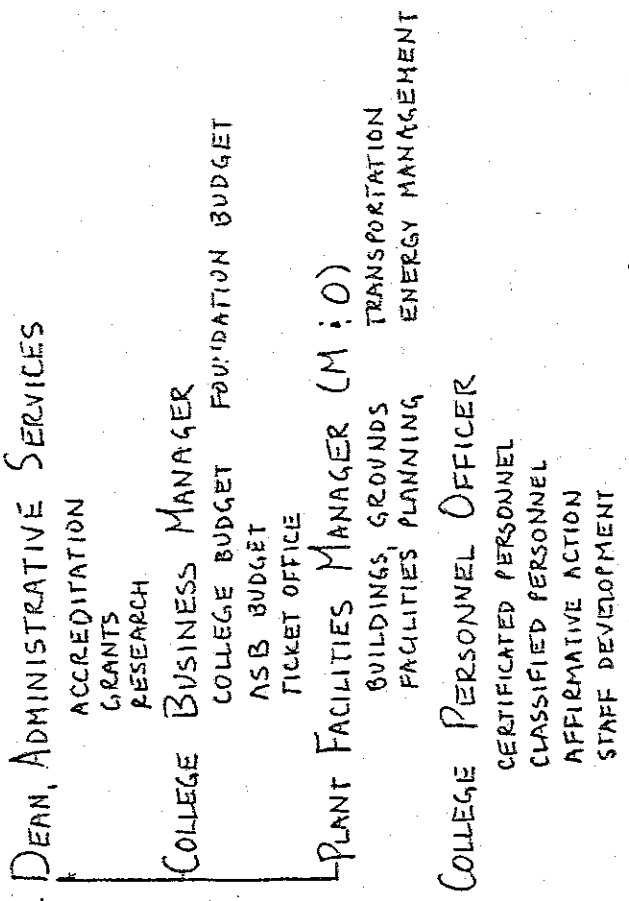 DEAN, ADMINISTRATIVE SERVICES
ACCREDITATION
GRANTS
RESEARCH
COLLEGE BUSINESS MANAGER
COLLEGE BUDGET FOUNDATION BUDGET
ASB BUDGET
TICKET OFFICE
PLANT FACILITIES MANAGER (M : O)
BUILDINGS, GROUNDS TRANSPORTATION
FACILITIES PLANNING ENERGY MANAGEMENT
COLLEGE PERSONNEL OFFICER
CERTIFICATED PERSONNEL
CLASSIFIED PERSONNEL
AFFIRMATIVE ACTION
STAFF DEVELOPMENT